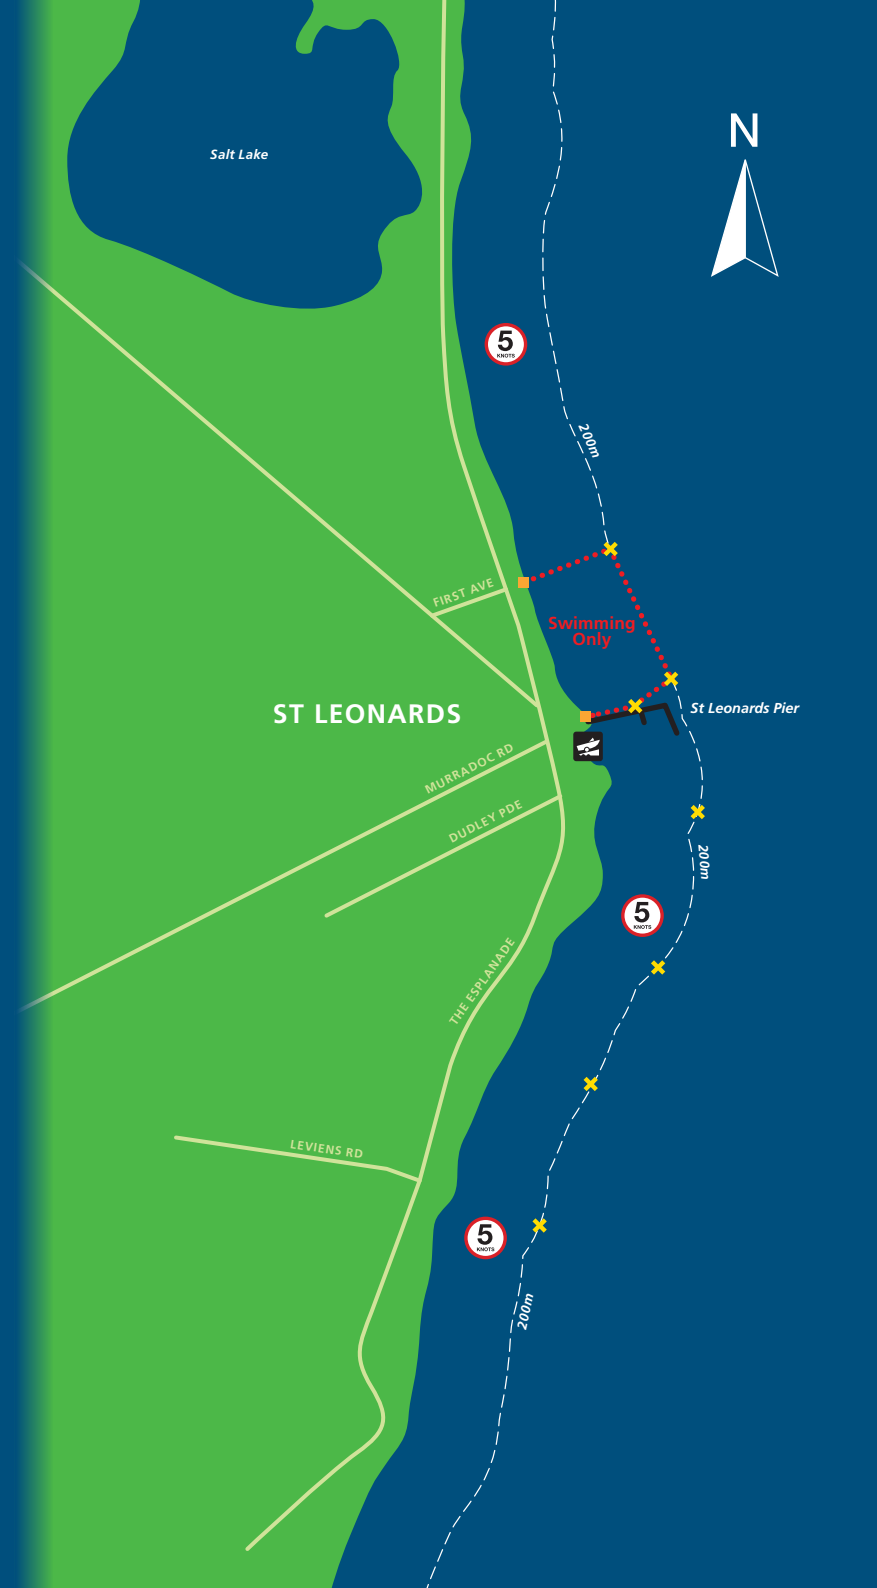 N
Salt Lake
5
KNOTS
200m
FIRST AVE
Swimming
Only
ST LEONARDS
St Leonards Pier
MURRADOC RD
DUDLEY PDE
200m
5
KNOTS
THE ESPLANADE
LEVIENS RD
5
KNOTS
200m